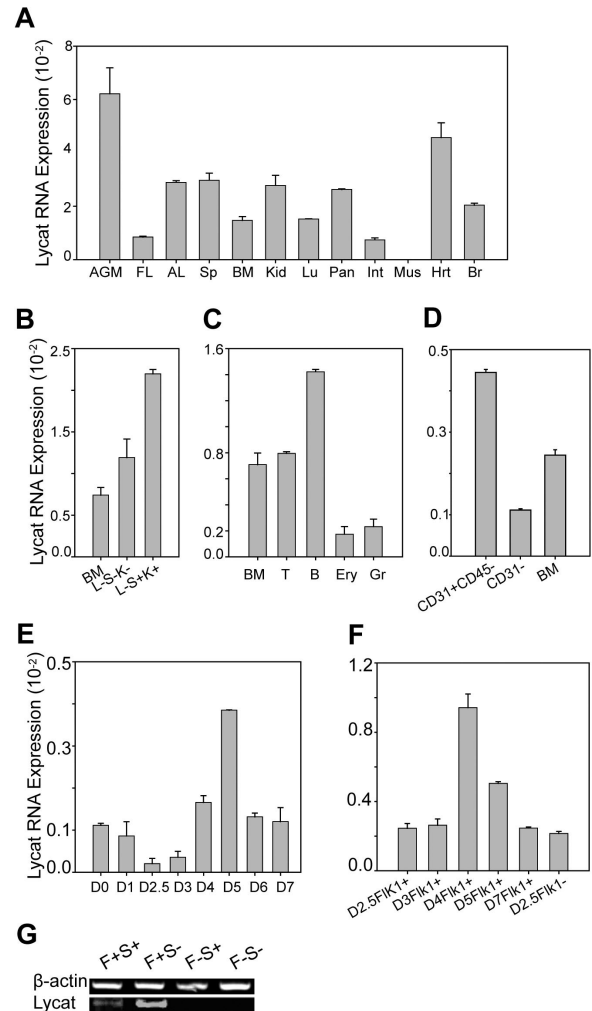 A
Lycat RNA Expression (10-2)
8
6
4
2
0
AGM FL AL Sp BM Kid Lu Pan Int Mus Hrt Br
B
Lycat RNA Expression (10-2)
2.5
1.5
0.5
0.0
BM L-S-K- L-S+K+
C
1.6
0.8
0.2
0.0
BM T B Ery Gr
D
0.5
0.3
0.1
0.0
CD31+CD45- CD31- BM
E
Lycat RNA Expression (10-2)
0.5
0.3
0.1
0.0
D0 D1 D2.5 D3 D4 D5 D6 D7
F
1.2
0.8
0.4
0.0
D2.5FlK1+ D3Flk1+ D4Flk1+ D5Flk1+ D7Flk1+ D2.5Flk1-
G
F+S+ F+S- F-S+ F-S-
β-actin
Lycat